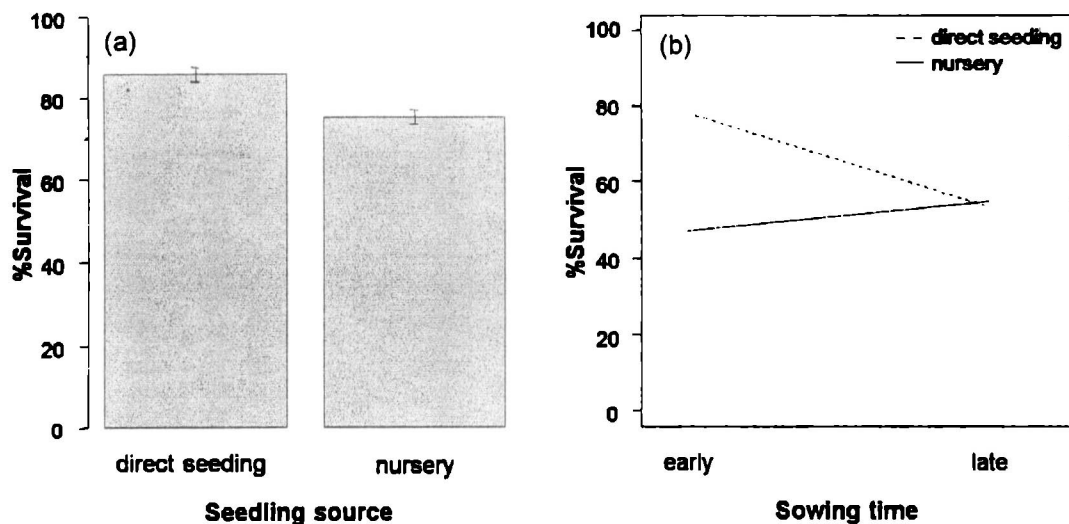 (a)
100
80
60
40
20
0
%Survival
direct seeding
nursery
Seedling source
(b)
direct seeding
nursery
100
80
60
40
20
0
%Survival
early
late
Sowing time